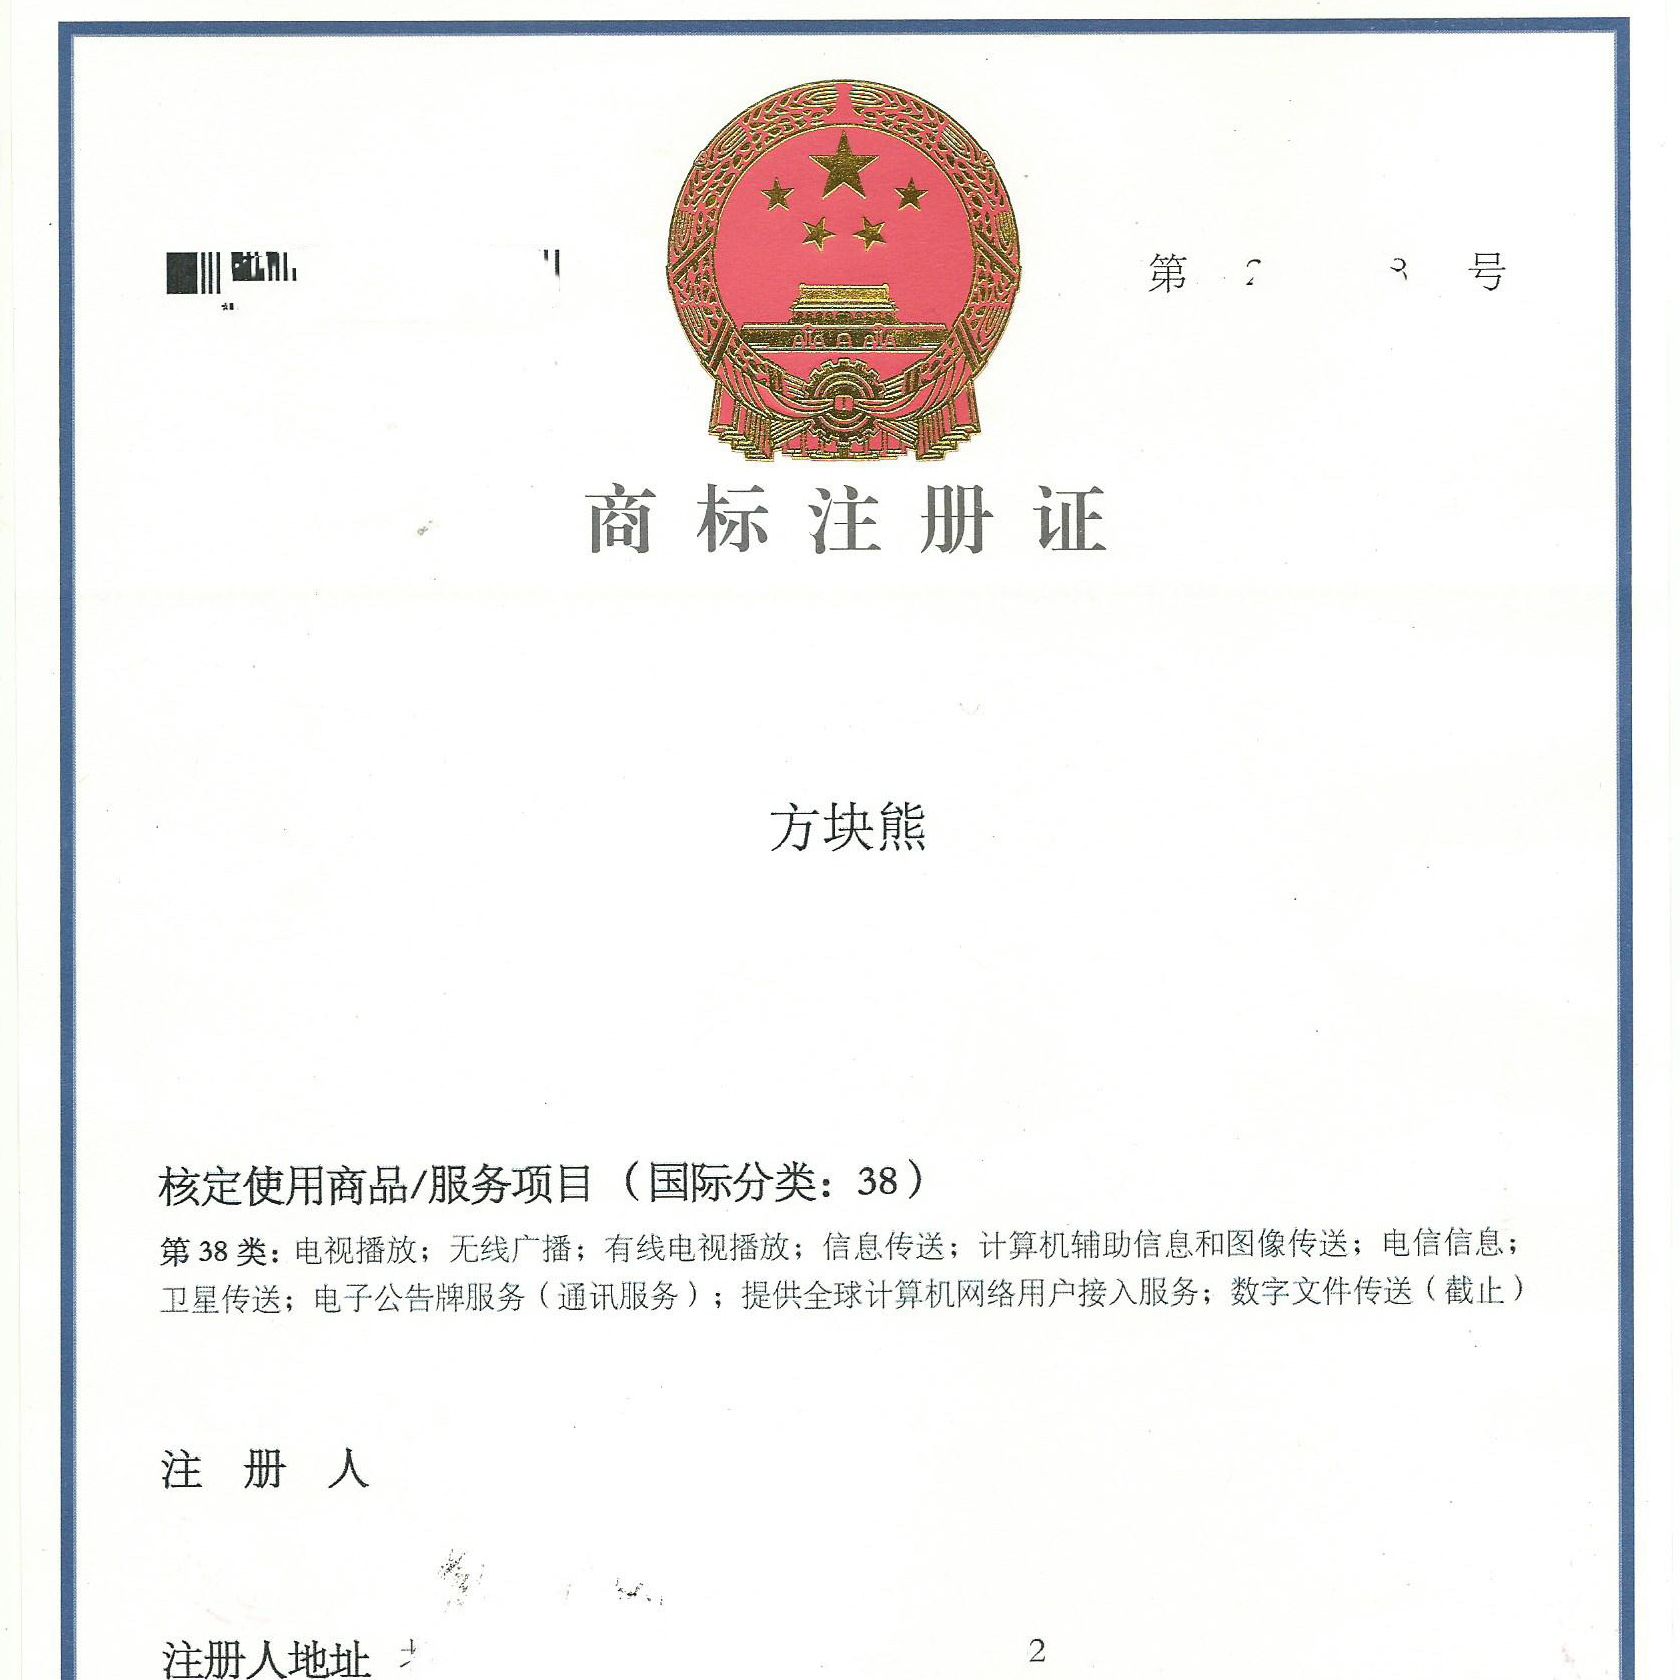 第 号
商标注册证
方块熊
核定使用商品/服务项目（国际分类：38）
第 38 类：电视播放；无线广播；有线电视播放；信息传送；计算机辅助信息和图像传送；电信信息；
卫星传送；电子公告牌服务（通讯服务）；提供全球计算机网络用户接入服务；数字文件传送（截止）
注 册 人
注册人地址 2